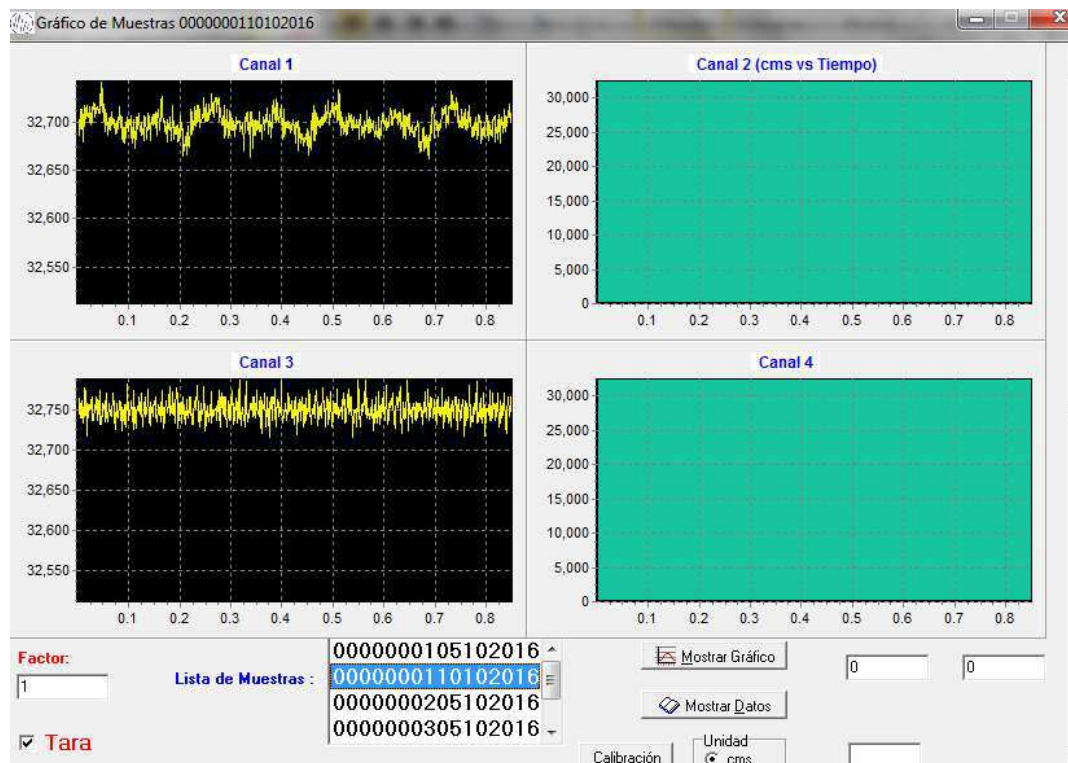 Gráfico de Muestras 0000000110102016
Canal 1
32,700
32,650
32,600
32,550
0.1 0.2 0.3 0.4 0.5 0.6 0.7 0.8
Canal 2 (cms vs Tiempo)
30,000
25,000
20,000
15,000
10,000
5,000
0
0.1 0.2 0.3 0.4 0.5 0.6 0.7 0.8
Canal 3
32,750
32,700
32,650
32,600
32,550
0.1 0.2 0.3 0.4 0.5 0.6 0.7 0.8
Canal 4
30,000
25,000
20,000
15,000
10,000
5,000
0
0.1 0.2 0.3 0.4 0.5 0.6 0.7 0.8
Factor:
1
Tara
Lista de Muestras :
0000000105102016
0000000110102016
0000000205102016
0000000305102016
Mostrar Gráfico
Mostrar Datos
0
0
Calibración
Unidad
cms